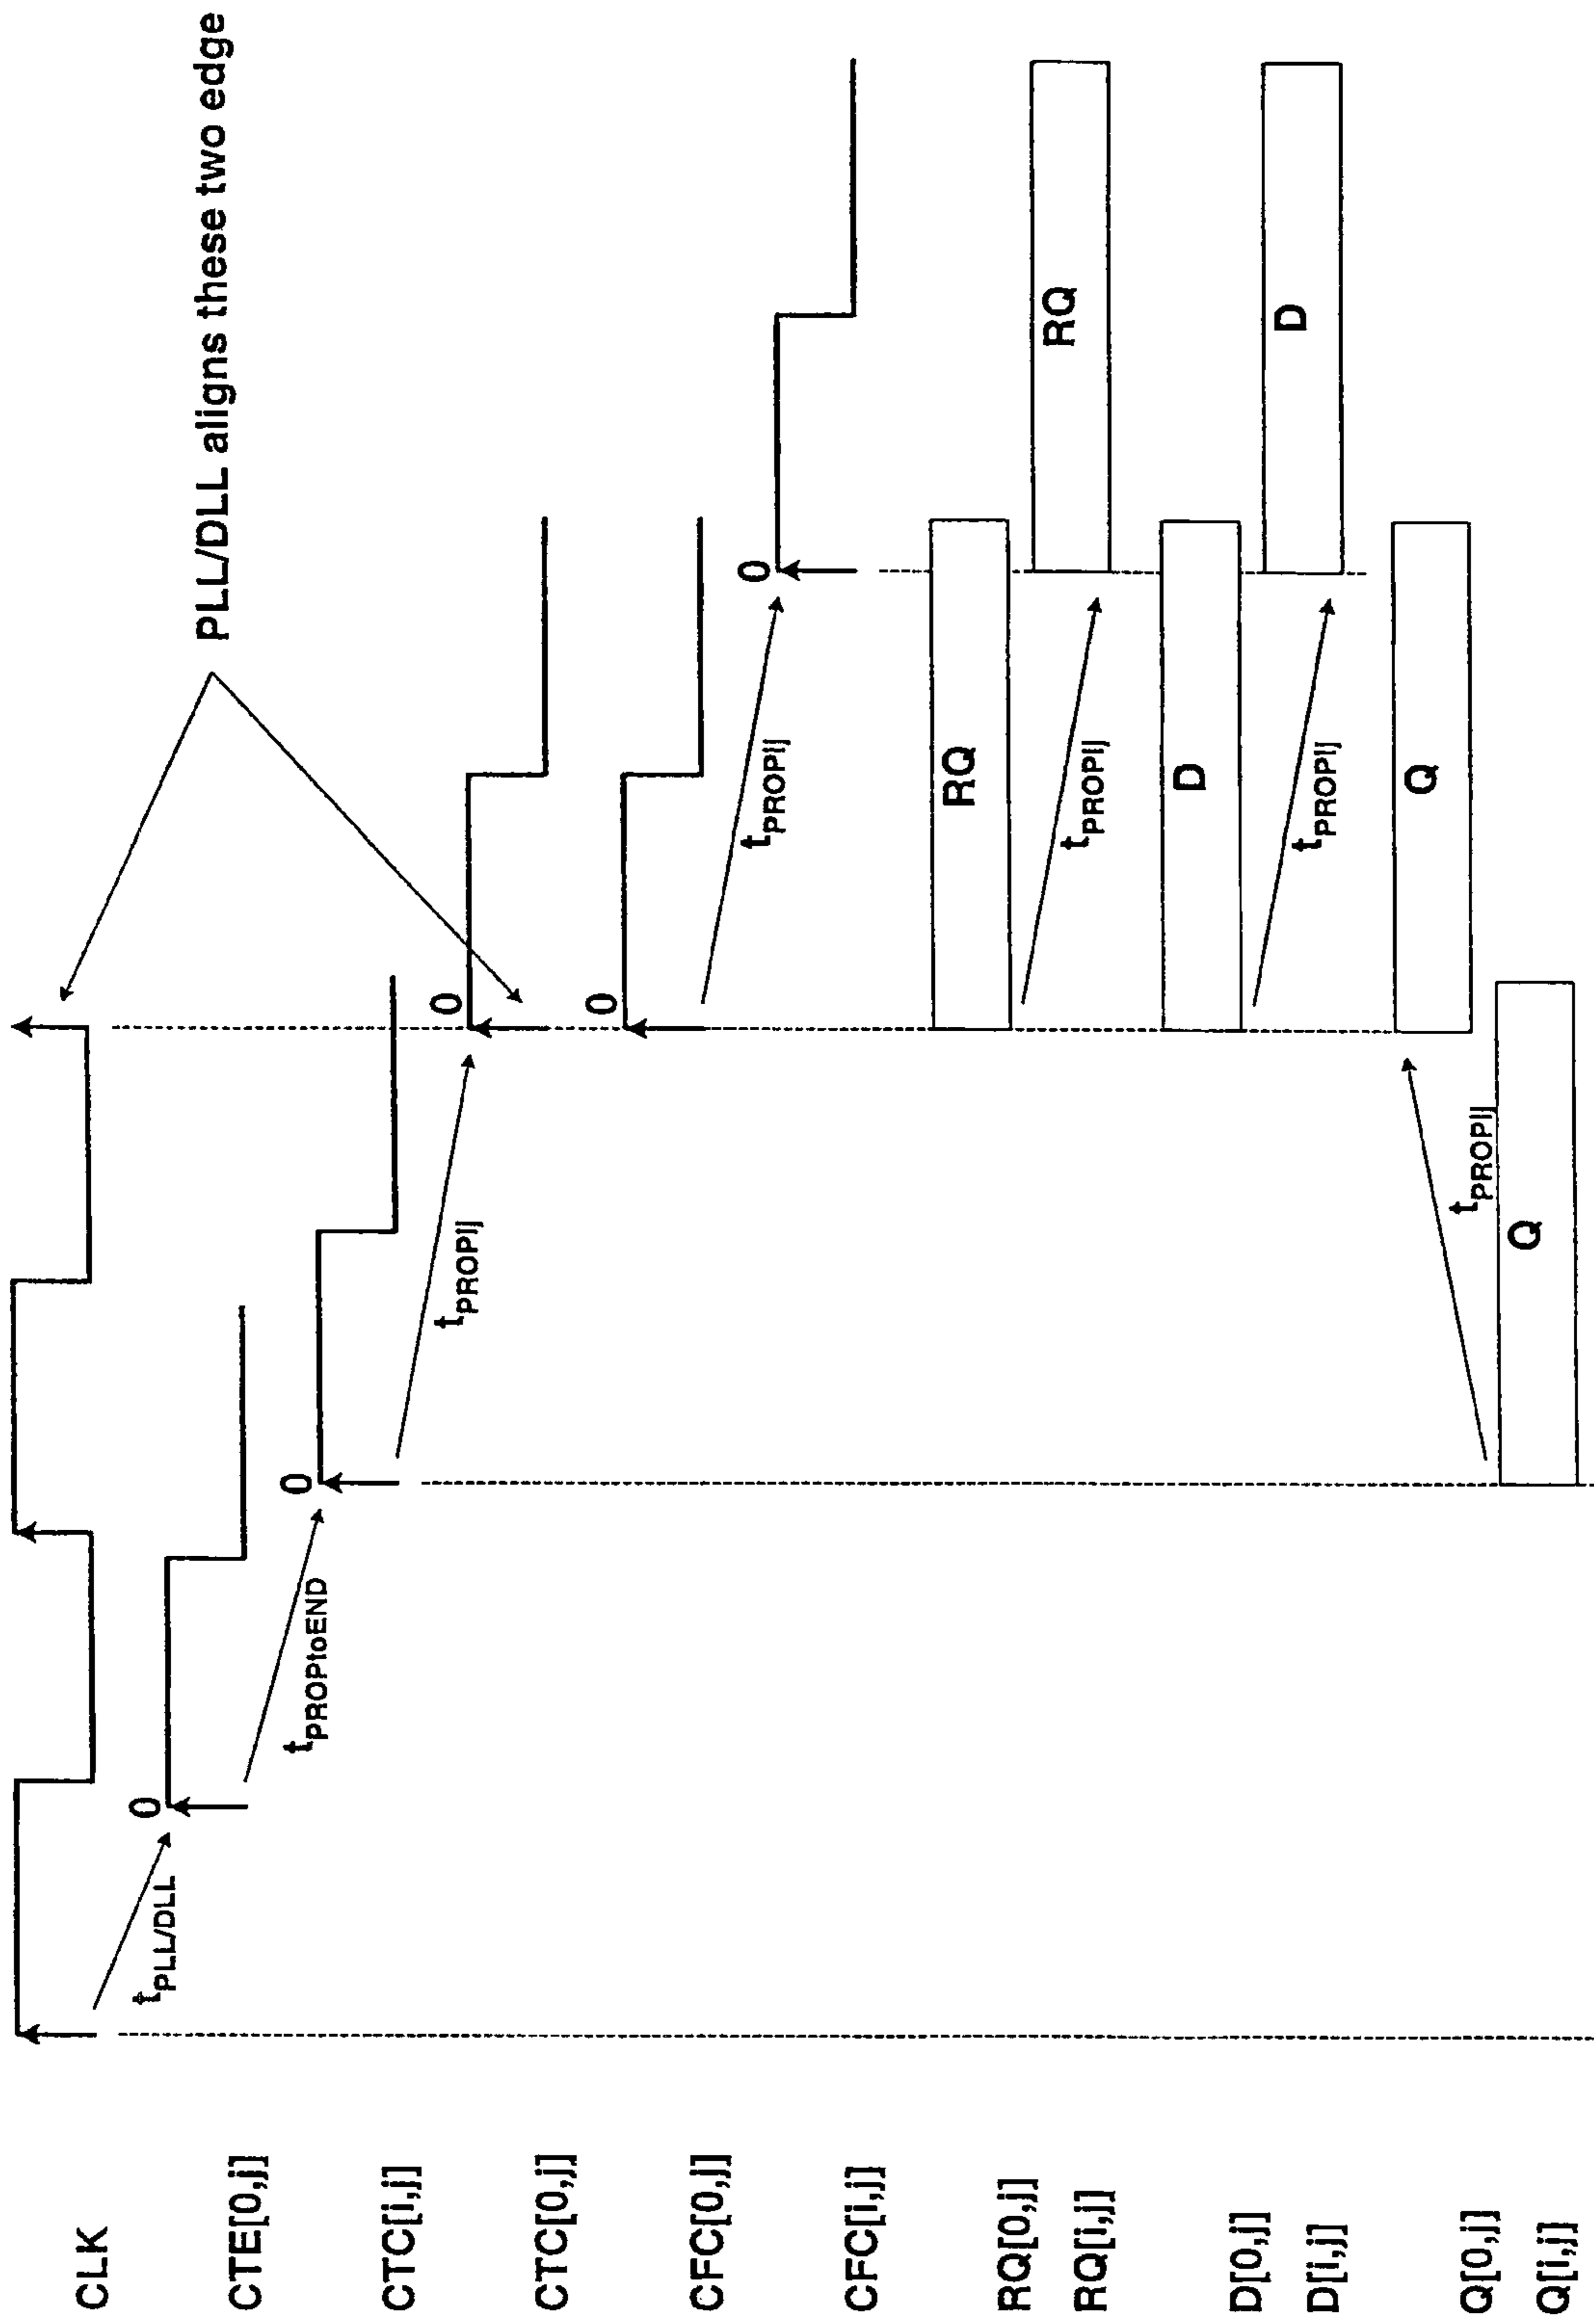 CLK
PLL/DLL aligns these two edge
tPLL/DLL
0
CTE[0,j]
tPROPtoEND
0
CTC[i,j]
tPROPij
0
CTC[0,j]
0
CFC[0,j]
tPROPij
0
CFC[i,j]
RQ
RQ[0,j]
tPROPij
RQ
RQ[i,j]
D
D[0,j]
tPROPij
D
D[i,j]
Q
Q[0,j]
tPROPij
Q
Q[i,j]